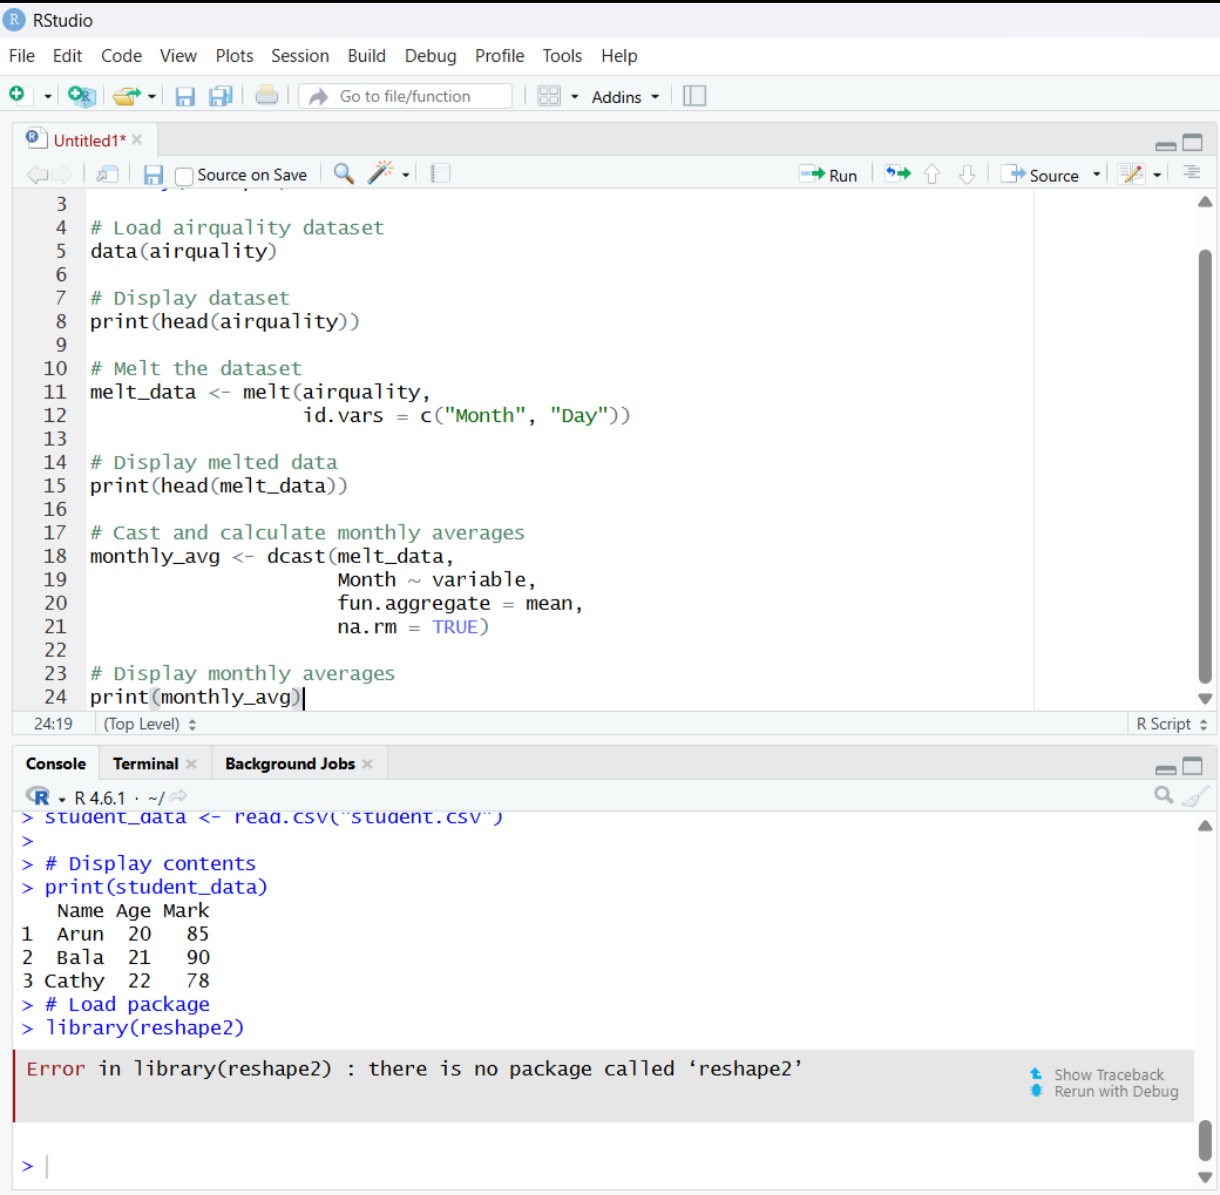 R RStudio
File Edit Code View Plots Session Build Debug Profile Tools Help
Go to file/function Addins
Untitled1*
Source on Save Run Source
3
4 # Load airquality dataset
5 data(airquality)
6
7 # Display dataset
8 print(head(airquality))
9
10 # Melt the dataset
11 melt_data <- melt(airquality,
12 id.vars = c("Month", "Day"))
13
14 # Display melted data
15 print(head(melt_data))
16
17 # Cast and calculate monthly averages
18 monthly_avg <- dcast(melt_data,
19 Month ~ variable,
20 fun.aggregate = mean,
21 na.rm = TRUE)
22
23 # Display monthly averages
24 print(monthly_avg)
24:19 (Top Level) R Script
Console Terminal Background Jobs
R R 4.6.1 · ~/
> student_data <- read.csv("student.csv")
>
> # Display contents
> print(student_data)
Name Age Mark
1 Arun 20 85
2 Bala 21 90
3 Cathy 22 78
> # Load package
> library(reshape2)
Error in library(reshape2) : there is no package called ‘reshape2’
Show Traceback
Rerun with Debug
>